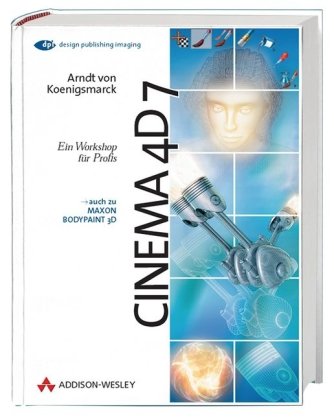 dpi design publishing imaging
Arndt von
Koenigsmarck
Ein Workshop
für Profis
→auch zu
MAXON
BODYPAINT 3D
CINEMA 4D 7
ADDISON-WESLEY